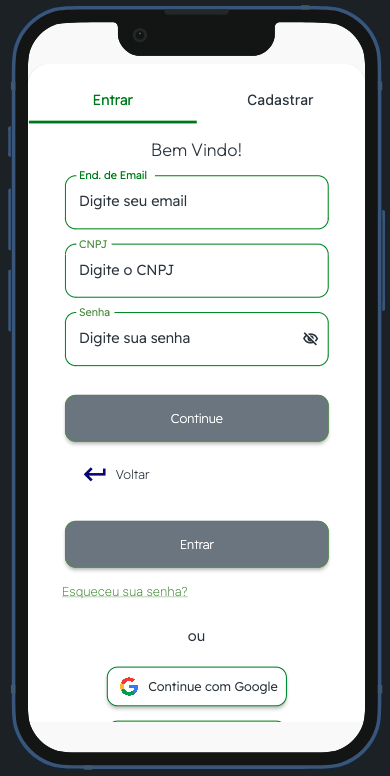 Entrar
Cadastrar
Bem Vindo!
End. de Email
Digite seu email
CNPJ
Digite o CNPJ
Senha
Digite sua senha
Continue
Voltar
Entrar
Esqueceu sua senha?
ou
Continue com Google